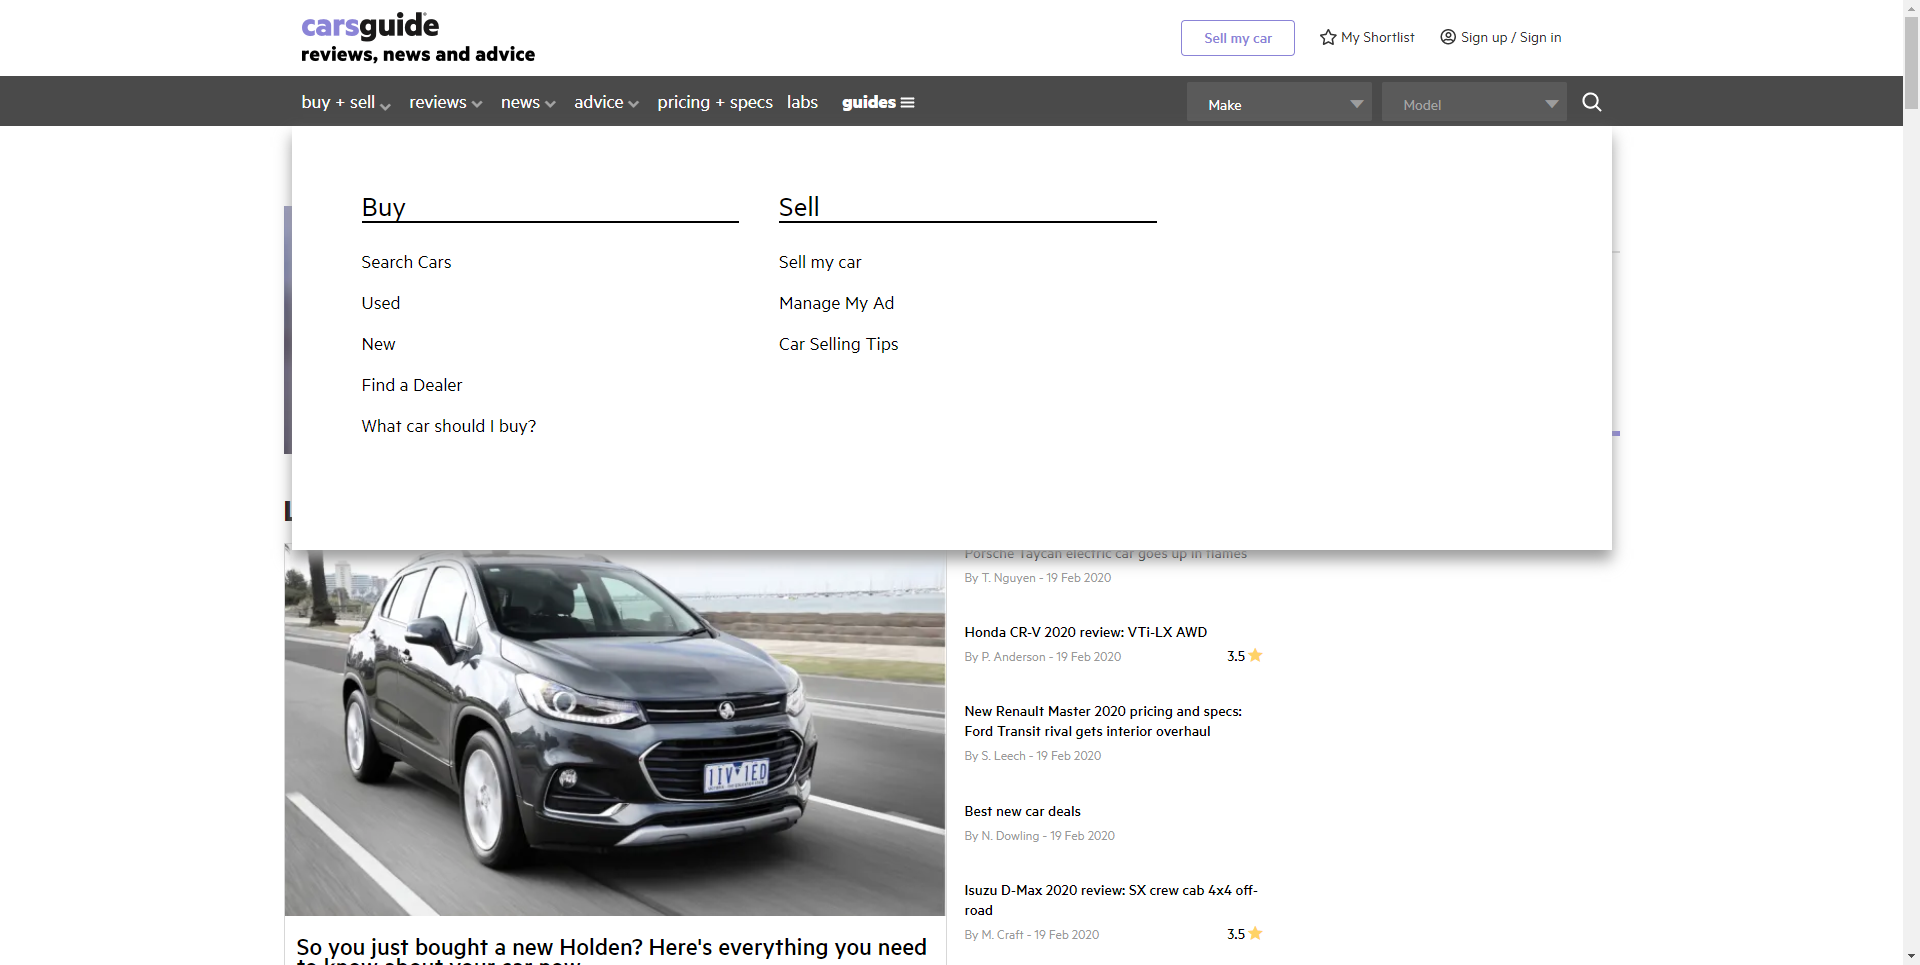 carsguide
reviews, news and advice
Sell my car
My Shortlist
Sign up / Sign in
buy + sell
reviews
news
advice
pricing + specs
labs
guides
Make
Model
Buy
Search Cars
Used
New
Find a Dealer
What car should I buy?
Sell
Sell my car
Manage My Ad
Car Selling Tips
L
Porsche Taycan electric car goes up in flames
By T. Nguyen - 19 Feb 2020
Honda CR-V 2020 review: VTi-LX AWD
By P. Anderson - 19 Feb 2020
3.5
New Renault Master 2020 pricing and specs:
Ford Transit rival gets interior overhaul
By S. Leech - 19 Feb 2020
Best new car deals
By N. Dowling - 19 Feb 2020
Isuzu D-Max 2020 review: SX crew cab 4x4 off-
road
By M. Craft - 19 Feb 2020
3.5
1IV 1ED
So you just bought a new Holden? Here's everything you need
to know about your car now